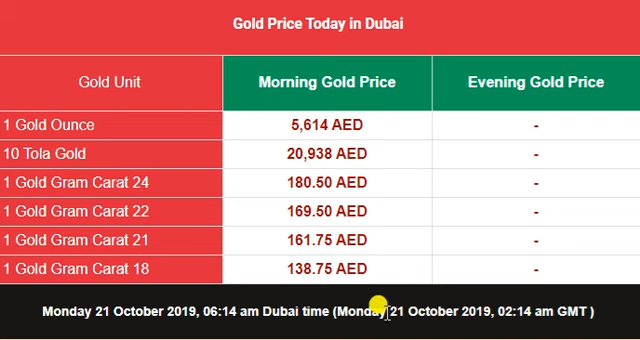 Gold Price Today in Dubai
Gold Unit Morning Gold Price Evening Gold Price
1 Gold Ounce 5,614 AED -
10 Tola Gold 20,938 AED -
1 Gold Gram Carat 24 180.50 AED -
1 Gold Gram Carat 22 169.50 AED -
1 Gold Gram Carat 21 161.75 AED -
1 Gold Gram Carat 18 138.75 AED -
Monday 21 October 2019, 06:14 am Dubai time (Monday 21 October 2019, 02:14 am GMT )